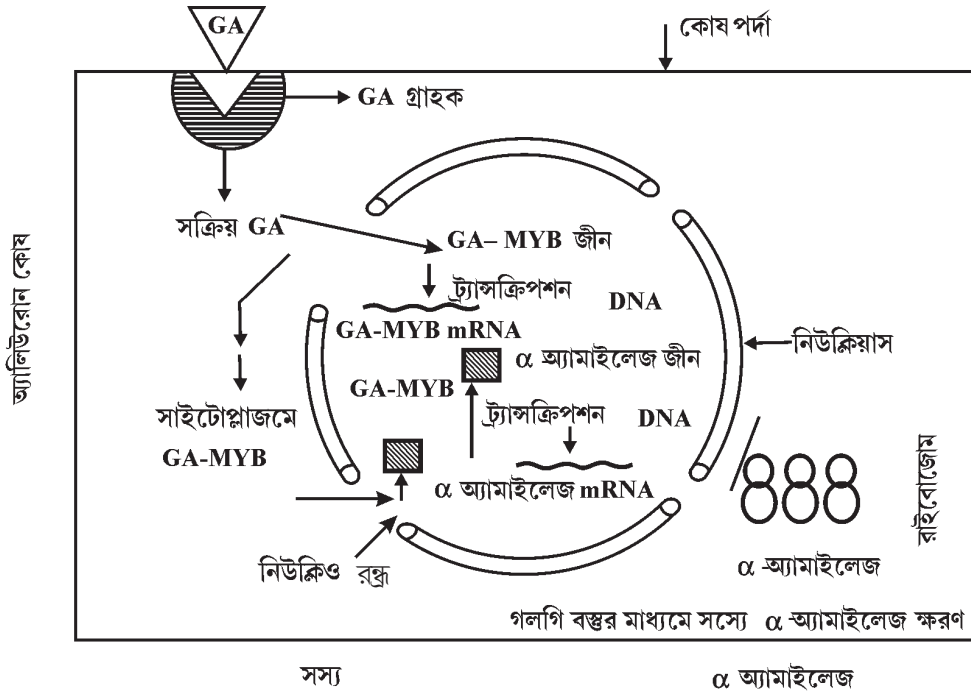 GA
কোষ পর্দা
GA গ্রাহক
সক্রিয় GA
GA– MYB জীন
ট্র্যান্সক্রিপশন
DNA
GA-MYB mRNA
নিউক্লিয়াস
α অ্যামাইলেজ জীন
GA-MYB
অ্যালিউরোন কোষ
সাইটোপ্লাজমে
GA-MYB
ট্র্যান্সক্রিপশন
DNA
α অ্যামাইলেজ mRNA
রাইবোজোম
নিউক্লিও রন্ধ্র
α -অ্যামাইলেজ
গলগি বস্তুর মাধ্যমে সস্যে α -অ্যামাইলেজ ক্ষরণ
সস্য
α অ্যামাইলেজ